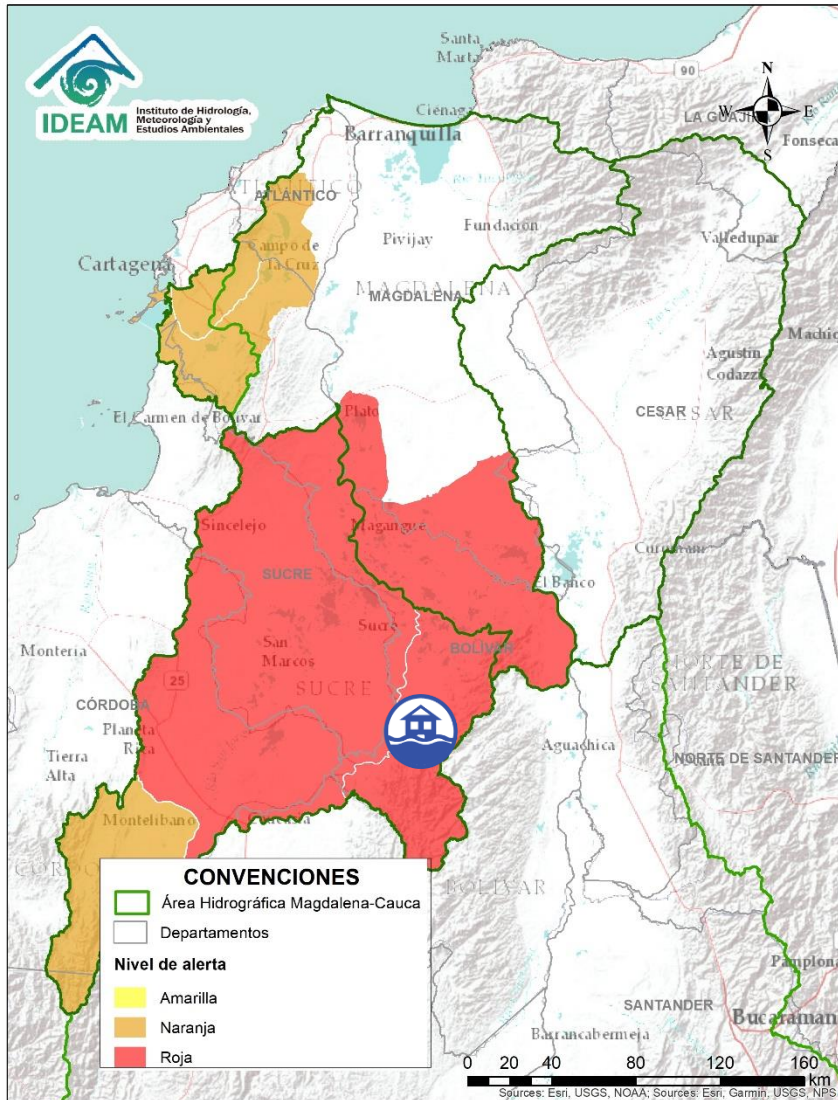 IDEAM
Instituto de Hidrología,
Meteorología y
Estudios Ambientales
Santa
Marta
90
N
W
E
S
LA GUAJIRA
Fonseca
Ciénaga
Barranquilla
ATLÁNTICO
Fundación
Pivijay
Campo de
la Cruz
Cartagena
Valledupar
MAGDALENA
MAGDALENA
Agustín
Codazzi
CESAR
CESAR
El Carmen de Bolívar
Plato
Sincelejo
Magangué
Curumaní
SUCRE
El Banco
Sucre
BOLÍVAR
Montería
San
Marcos
NORTE DE
SANTANDER
25
SUCRE
CÓRDOBA
Planeta
Rica
Aguachica
Tierra
Alta
NORTE DE SANTANDER
Montelíbano
CONVENCIONES
Área Hidrográfica Magdalena-Cauca
Departamentos
Nivel de alerta
Amarilla
Naranja
Roja
BOLÍVAR
Pamplona
SANTANDER
Bucaraman
Barrancabermeja
0 20 40 80 120 160
km
Sources: Esri, USGS, NOAA; Sources: Esri, Garmin, USGS, NPS